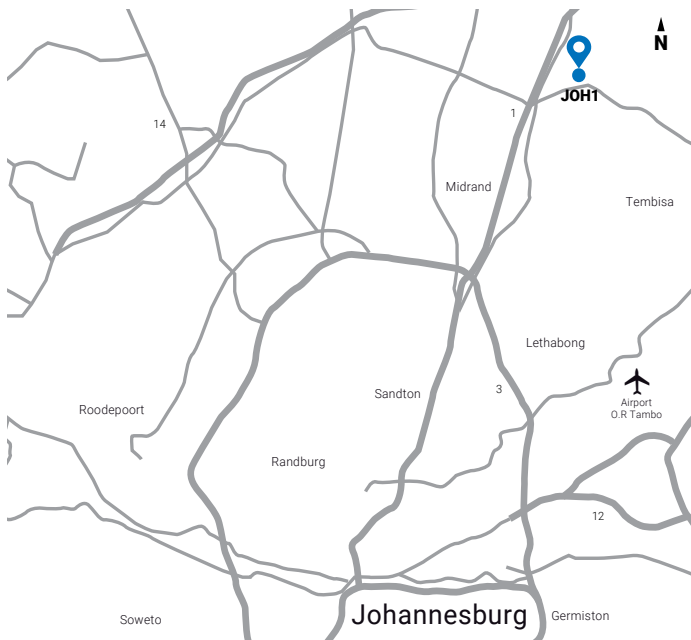 N
JOH1
1
14
Midrand
Tembisa
Lethabong
Airport
O.R Tambo
3
Sandton
Roodepoort
Randburg
12
Johannesburg
Germiston
Soweto